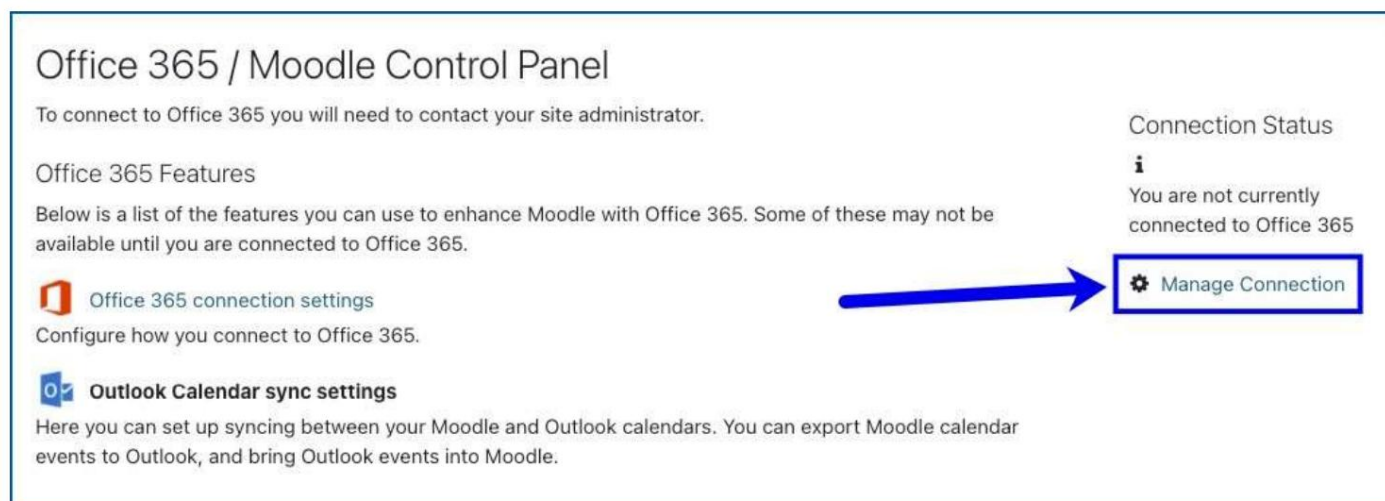 Office 365 / Moodle Control Panel
To connect to Office 365 you will need to contact your site administrator.
Office 365 Features
Below is a list of the features you can use to enhance Moodle with Office 365. Some of these may not be
available until you are connected to Office 365.
Office 365 connection settings
Configure how you connect to Office 365.
Outlook Calendar sync settings
Here you can set up syncing between your Moodle and Outlook calendars. You can export Moodle calendar
events to Outlook, and bring Outlook events into Moodle.
Connection Status
i
You are not currently
connected to Office 365
Manage Connection